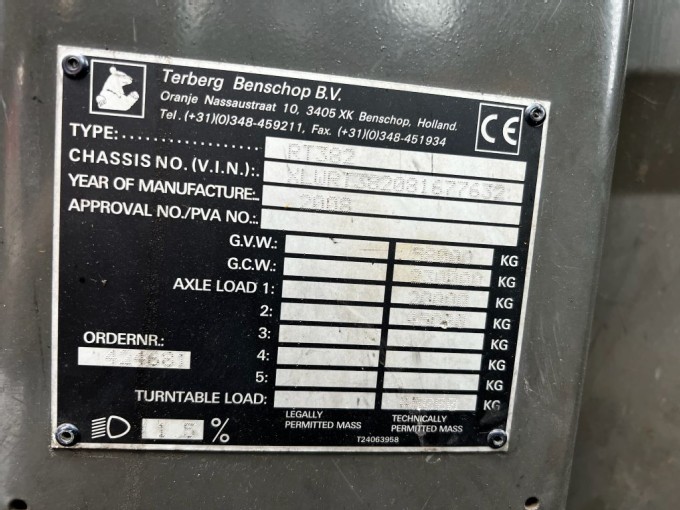 Terberg Benschop B.V.
Oranje Nassaustraat 10, 3405 XK Benschop, Holland.
Tel. (+31)(0)348-459211, Fax. (+31)(0)348-451934
CE
TYPE:.................. RT382
CHASSIS NO. (V.I.N.):. XLWRT382081677632
YEAR OF MANUFACTURE:.. 2008
APPROVAL NO./PVA NO.:.
G.V.W.: KG
G.C.W.: KG
AXLE LOAD 1: KG
2: KG
3: KG
ORDERNR.:
4: KG
5: KG
TURNTABLE LOAD: KG
LEGALLY PERMITTED MASS
TECHNICALLY PERMITTED MASS
%
T24063958